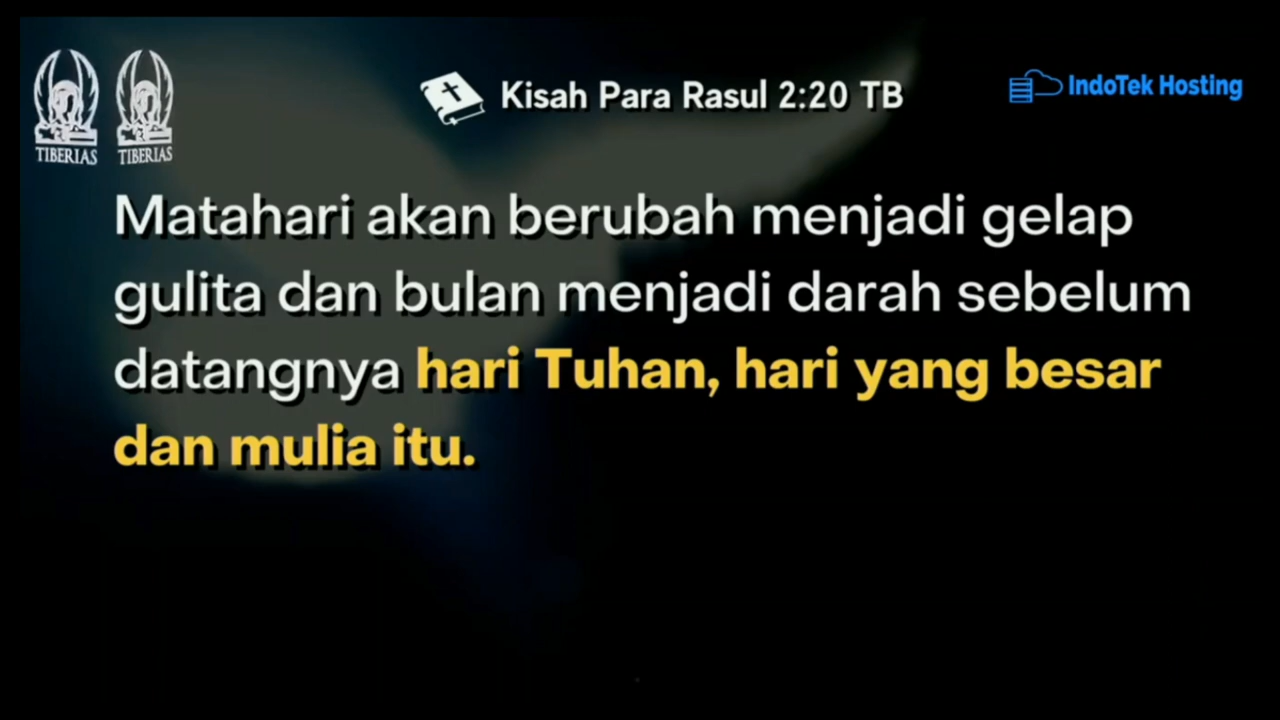 TIBERIAS TIBERIAS
Kisah Para Rasul 2:20 TB
IndoTek Hosting
Matahari akan berubah menjadi gelap
gulita dan bulan menjadi darah sebelum
datangnya hari Tuhan, hari yang besar
dan mulia itu.